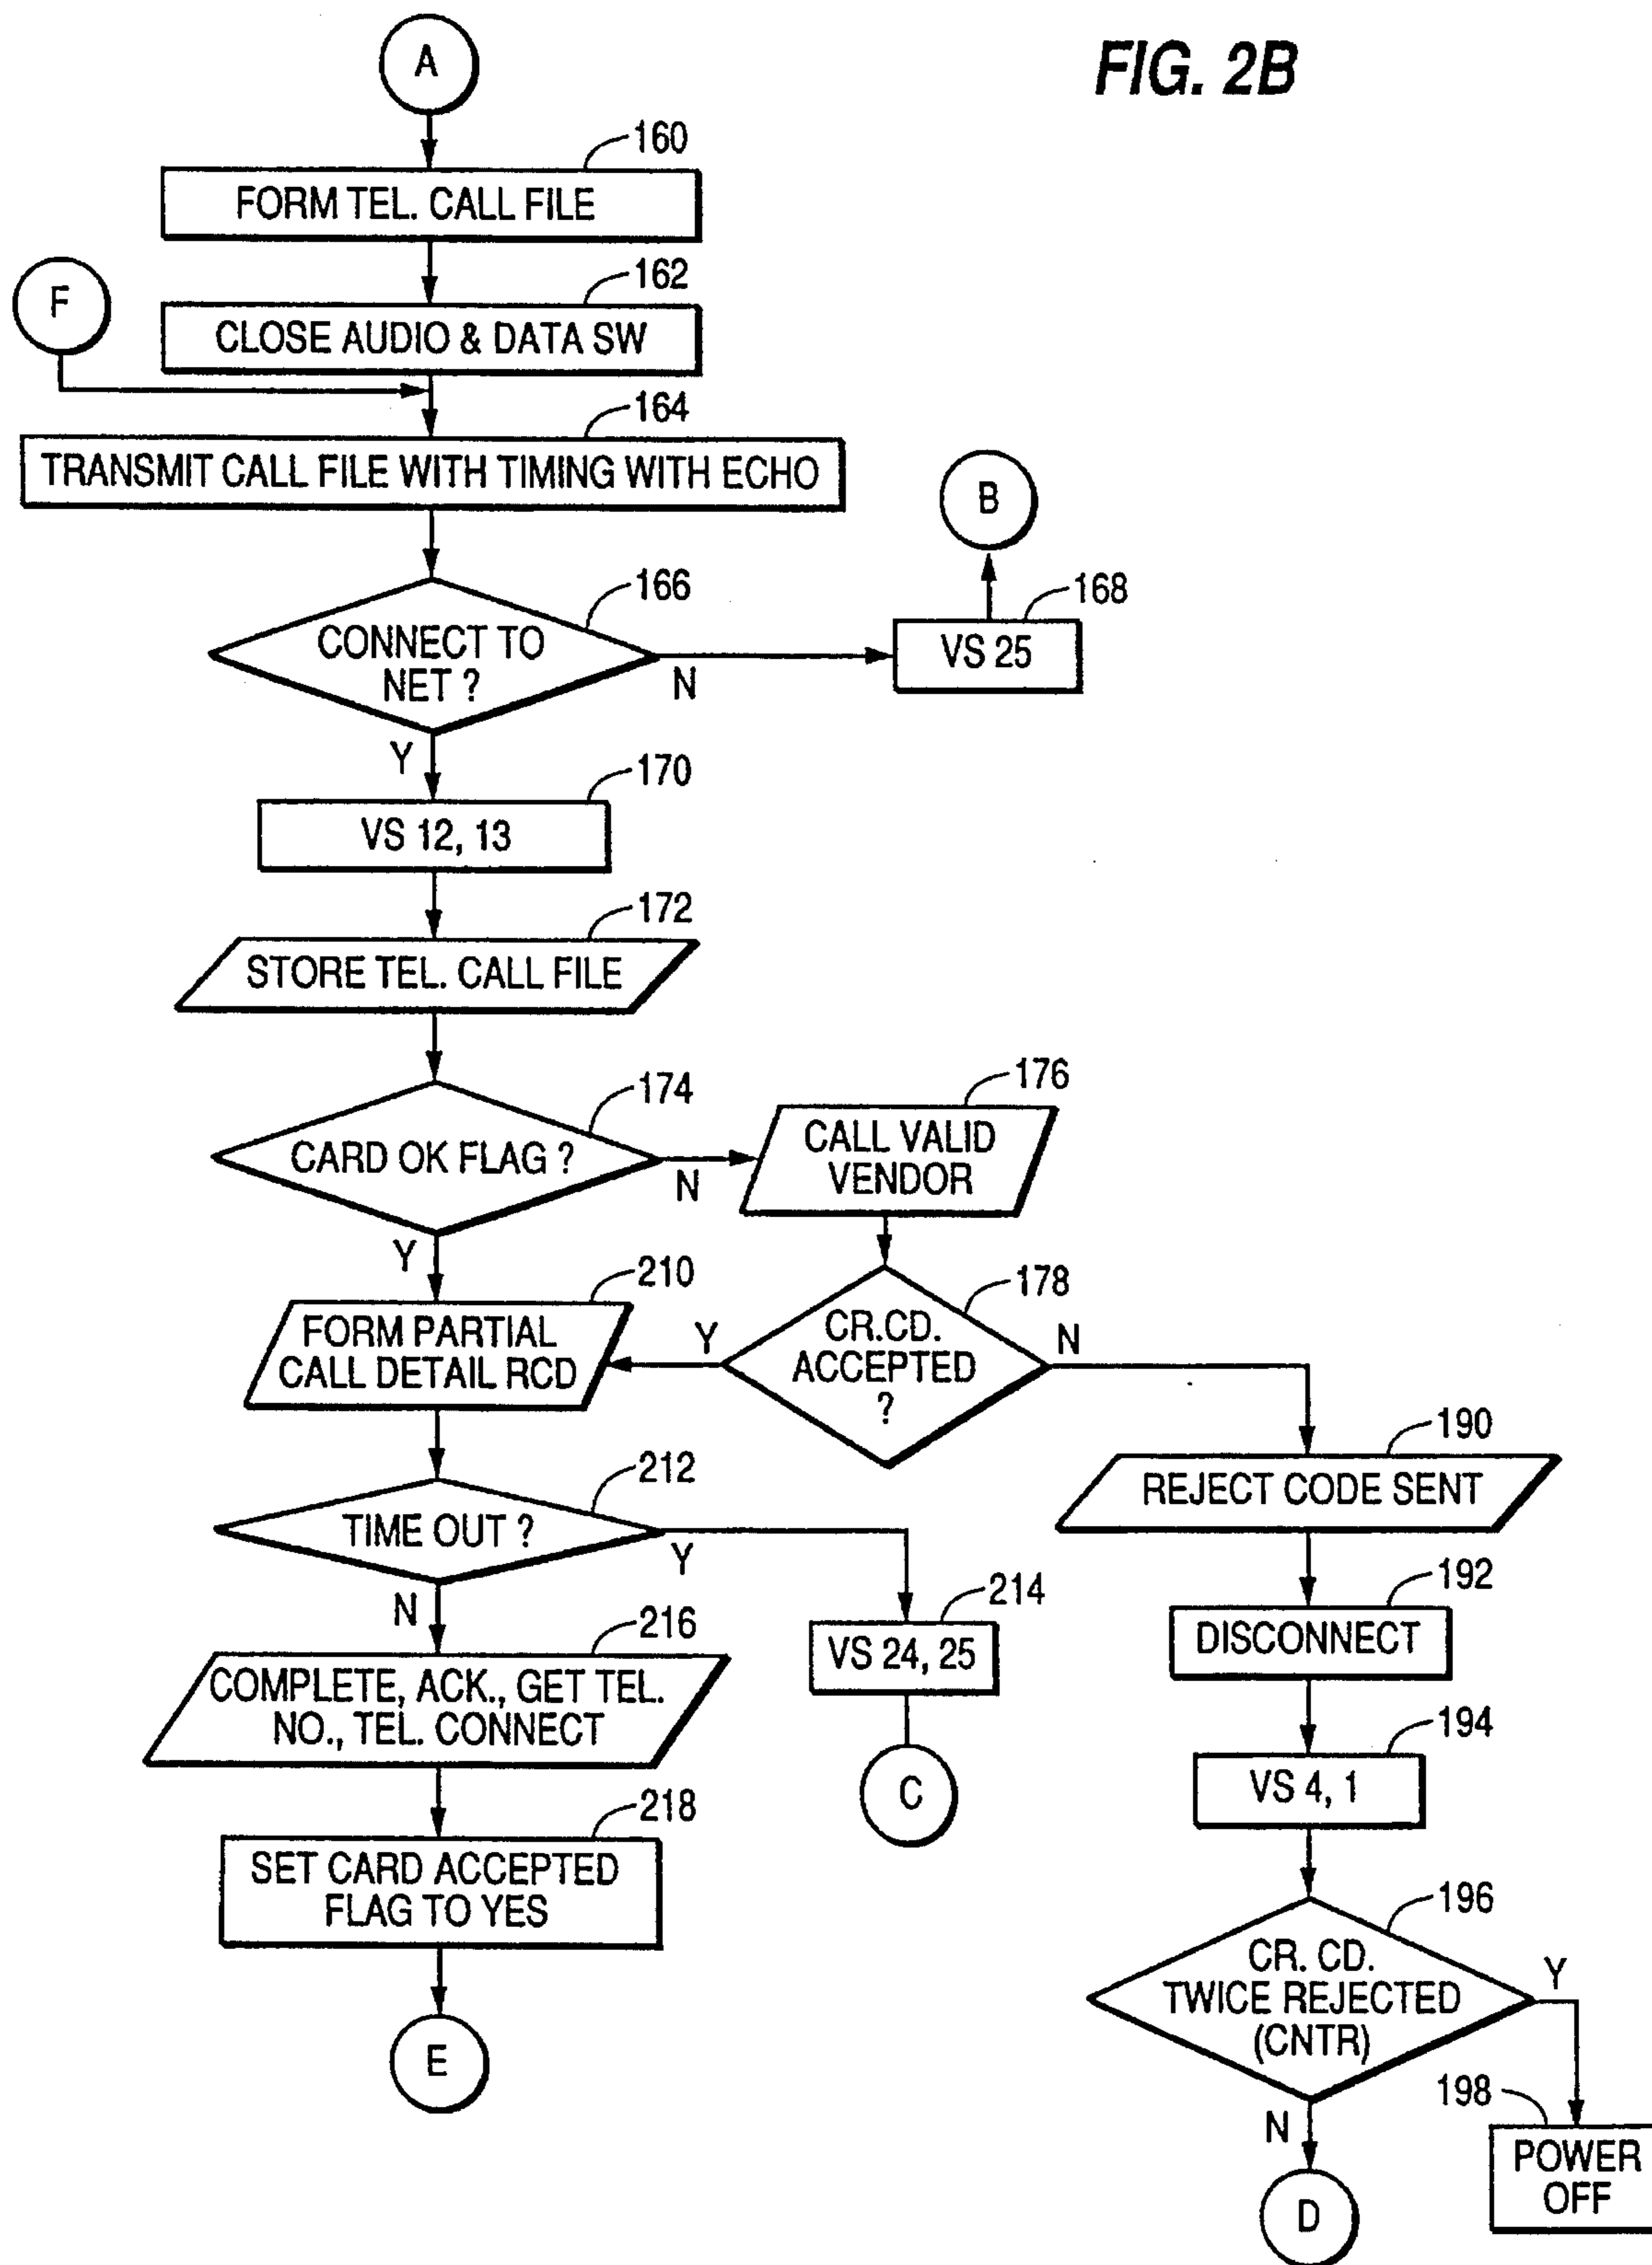 FIG. 2B
A
160
FORM TEL. CALL FILE
F
162
CLOSE AUDIO & DATA SW
164
TRANSMIT CALL FILE WITH TIMING WITH ECHO
B
166
168
CONNECT TO
NET ?
N
VS 25
Y
170
VS 12, 13
172
STORE TEL. CALL FILE
174
CARD OK FLAG ?
N
176
CALL VALID
VENDOR
Y
210
FORM PARTIAL
CALL DETAIL RCD
178
Y
CR.CD.
ACCEPTED
?
N
190
REJECT CODE SENT
212
TIME OUT ?
Y
N
214
VS 24, 25
C
192
DISCONNECT
216
COMPLETE, ACK., GET TEL.
NO., TEL. CONNECT
194
VS 4, 1
218
SET CARD ACCEPTED
FLAG TO YES
E
196
CR. CD.
TWICE REJECTED
(CNTR)
Y
N
198
POWER
OFF
D